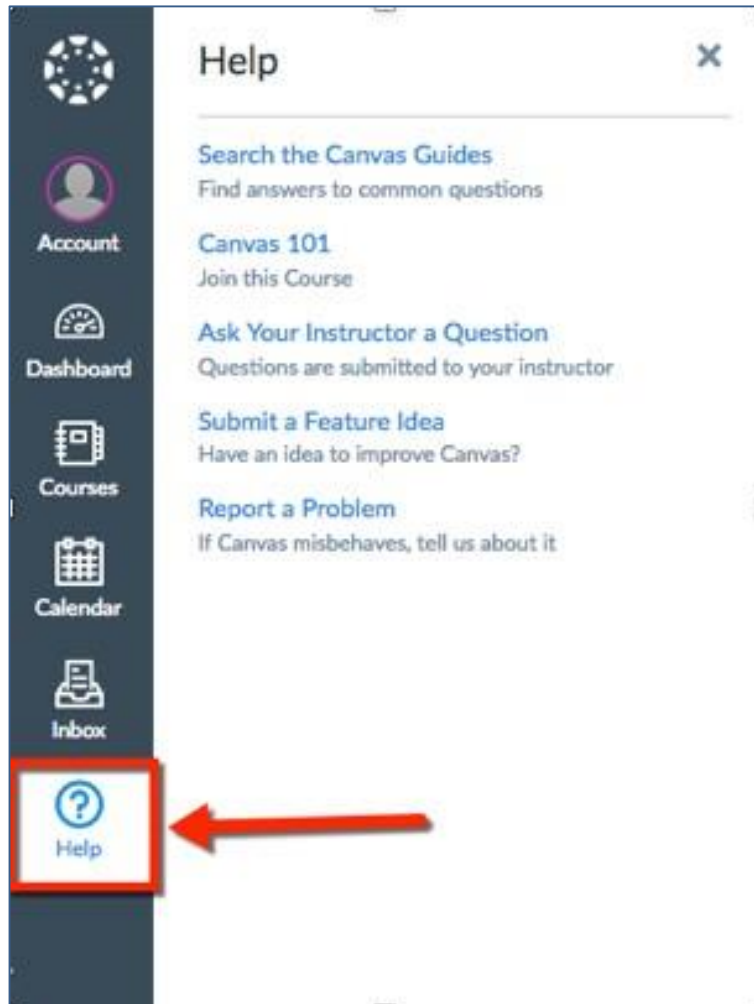 Help
Search the Canvas Guides
Find answers to common questions
Canvas 101
Join this Course
Ask Your Instructor a Question
Questions are submitted to your instructor
Submit a Feature Idea
Have an idea to improve Canvas?
Report a Problem
If Canvas misbehaves, tell us about it
Account
Dashboard
Courses
Calendar
Inbox
Help